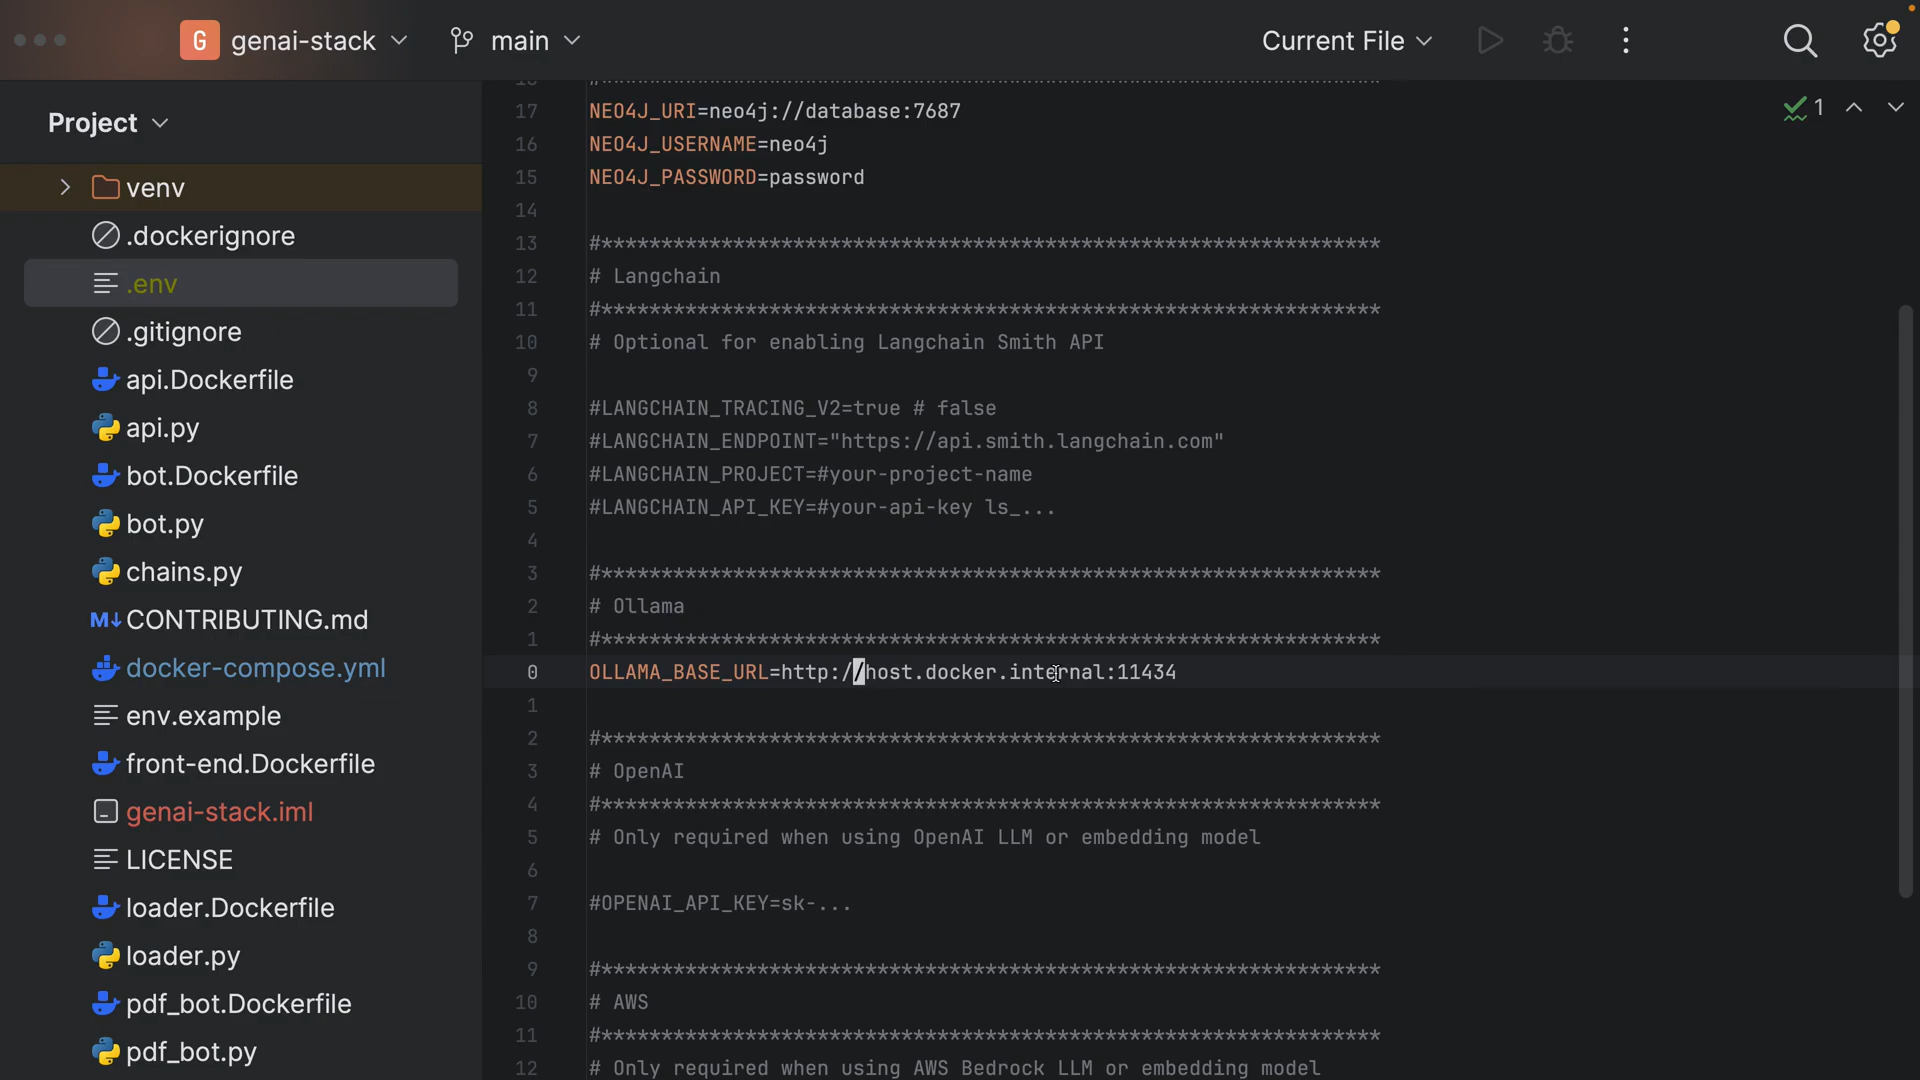 G genai-stack main Current File
Project
venv
.dockerignore
.env
.gitignore
api.Dockerfile
api.py
bot.Dockerfile
bot.py
chains.py
M↓ CONTRIBUTING.md
docker-compose.yml
env.example
front-end.Dockerfile
genai-stack.iml
LICENSE
loader.Dockerfile
loader.py
pdf_bot.Dockerfile
pdf_bot.py
1
18 #*****************************************************************
17 NEO4J_URI=neo4j://database:7687
16 NEO4J_USERNAME=neo4j
15 NEO4J_PASSWORD=password
14
13 #*****************************************************************
12 # Langchain
11 #*****************************************************************
10 # Optional for enabling Langchain Smith API
9
8 #LANGCHAIN_TRACING_V2=true # false
7 #LANGCHAIN_ENDPOINT="https://api.smith.langchain.com"
6 #LANGCHAIN_PROJECT=#your-project-name
5 #LANGCHAIN_API_KEY=#your-api-key ls_...
4
3 #*****************************************************************
2 # Ollama
1 #*****************************************************************
0 OLLAMA_BASE_URL=http://host.docker.internal:11434
1
2 #*****************************************************************
3 # OpenAI
4 #*****************************************************************
5 # Only required when using OpenAI LLM or embedding model
6
7 #OPENAI_API_KEY=sk-...
8
9 #*****************************************************************
10 # AWS
11 #*****************************************************************
12 # Only required when using AWS Bedrock LLM or embedding model